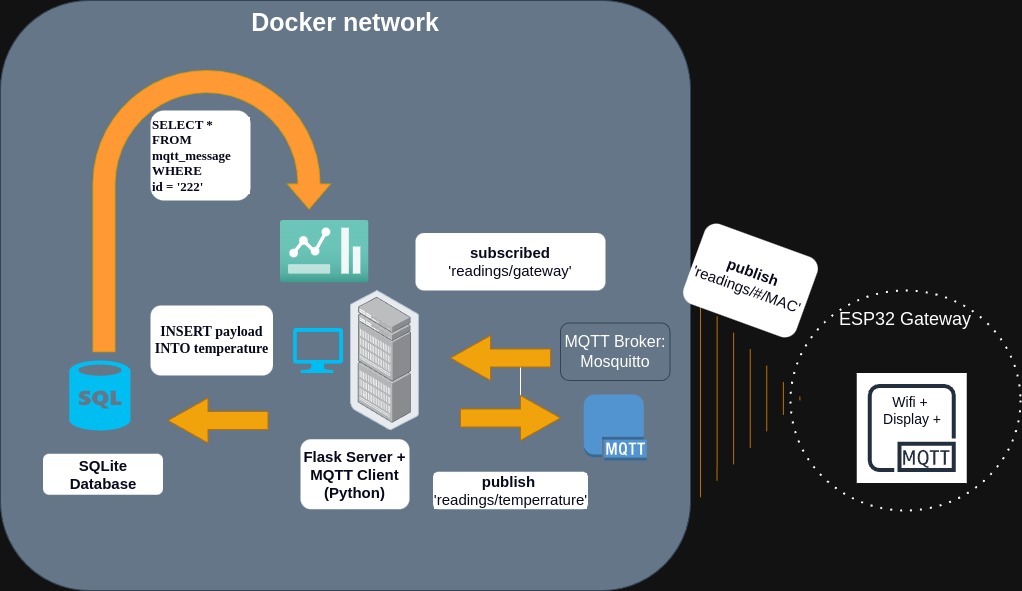 Docker network
SELECT *
FROM
mqtt_message
WHERE
id = '222'
subscribed
'readings/gateway'
publish
'readings/#/MAC'
ESP32 Gateway
INSERT payload
INTO temperature
MQTT Broker:
Mosquitto
Wifi +
Display +
MQTT
SQL
MQTT
SQLite
Database
Flask Server +
MQTT Client
(Python)
publish
'readings/temperrature'